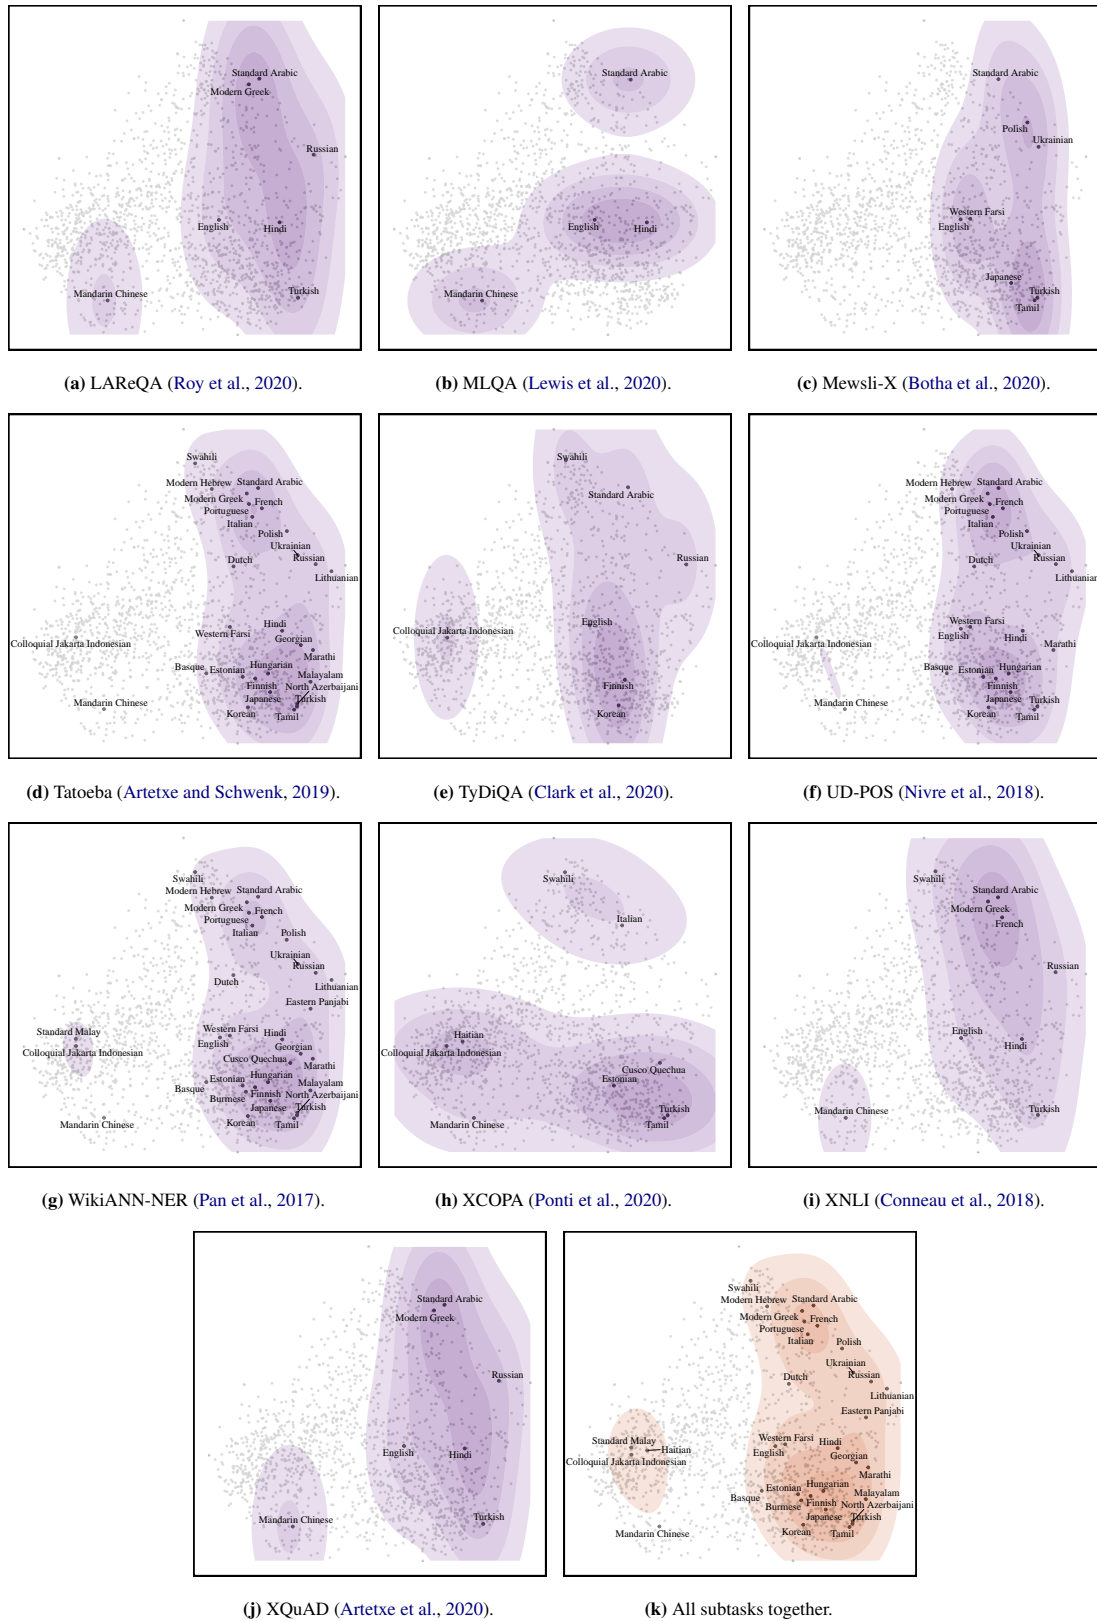 Standard Arabic
Modern Greek
Russian
English
Hindi
Mandarin Chinese
Turkish
(a) LAReQA (Roy et al., 2020).
Standard Arabic
English
Hindi
Mandarin Chinese
(b) MLQA (Lewis et al., 2020).
Standard Arabic
Polish
Ukrainian
Western Farsi
English
Japanese
Turkish
Tamil
(c) Mewsli-X (Botha et al., 2020).
Swahili
Modern Hebrew
Standard Arabic
Modern Greek
French
Portuguese
Italian
Polish
Ukrainian
Dutch
Russian
Lithuanian
Western Farsi
Hindi
Colloquial Jakarta Indonesian
Georgian
Marathi
Basque
Estonian
Hungarian
Malayalam
Finnish
North Azerbaijani
Japanese
Turkish
Mandarin Chinese
Korean
Tamil
(d) Tatoeba (Artetxe and Schwenk, 2019).
Swahili
Standard Arabic
Russian
English
Colloquial Jakarta Indonesian
Finnish
Korean
(e) TyDiQA (Clark et al., 2020).
Modern Hebrew
Standard Arabic
Modern Greek
French
Portuguese
Italian
Polish
Ukrainian
Dutch
Russian
Lithuanian
Western Farsi
English
Hindi
Colloquial Jakarta Indonesian
Marathi
Basque
Estonian
Hungarian
Finnish
Japanese
Turkish
Mandarin Chinese
Korean
Tamil
(f) UD-POS (Nivre et al., 2018).
Swahili
Modern Hebrew
Standard Arabic
Modern Greek
French
Portuguese
Italian
Polish
Ukrainian
Russian
Dutch
Lithuanian
Eastern Panjabi
Standard Malay
Western Farsi
Hindi
English
Georgian
Colloquial Jakarta Indonesian
Cusco Quechua
Marathi
Basque
Estonian
Hungarian
Malayalam
Burmese
Finnish
North Azerbaijani
Japanese
Turkish
Mandarin Chinese
Korean
Tamil
(g) WikiANN-NER (Pan et al., 2017).
Swahili
Italian
Haitian
Colloquial Jakarta Indonesian
Cusco Quechua
Estonian
Turkish
Mandarin Chinese
Tamil
(h) XCOPA (Ponti et al., 2020).
Swahili
Standard Arabic
Modern Greek
French
Russian
English
Hindi
Mandarin Chinese
Turkish
(i) XNLI (Conneau et al., 2018).
Standard Arabic
Modern Greek
Russian
English
Hindi
Mandarin Chinese
Turkish
(j) XQuAD (Artetxe et al., 2020).
Swahili
Modern Hebrew
Standard Arabic
Modern Greek
French
Portuguese
Italian
Polish
Ukrainian
Dutch
Russian
Lithuanian
Eastern Panjabi
Standard Malay
Haitian
Western Farsi
Hindi
English
Georgian
Colloquial Jakarta Indonesian
Marathi
Basque
Estonian
Hungarian
Malayalam
Burmese
Finnish
North Azerbaijani
Japanese
Turkish
Mandarin Chinese
Korean
Tamil
(k) All subtasks together.